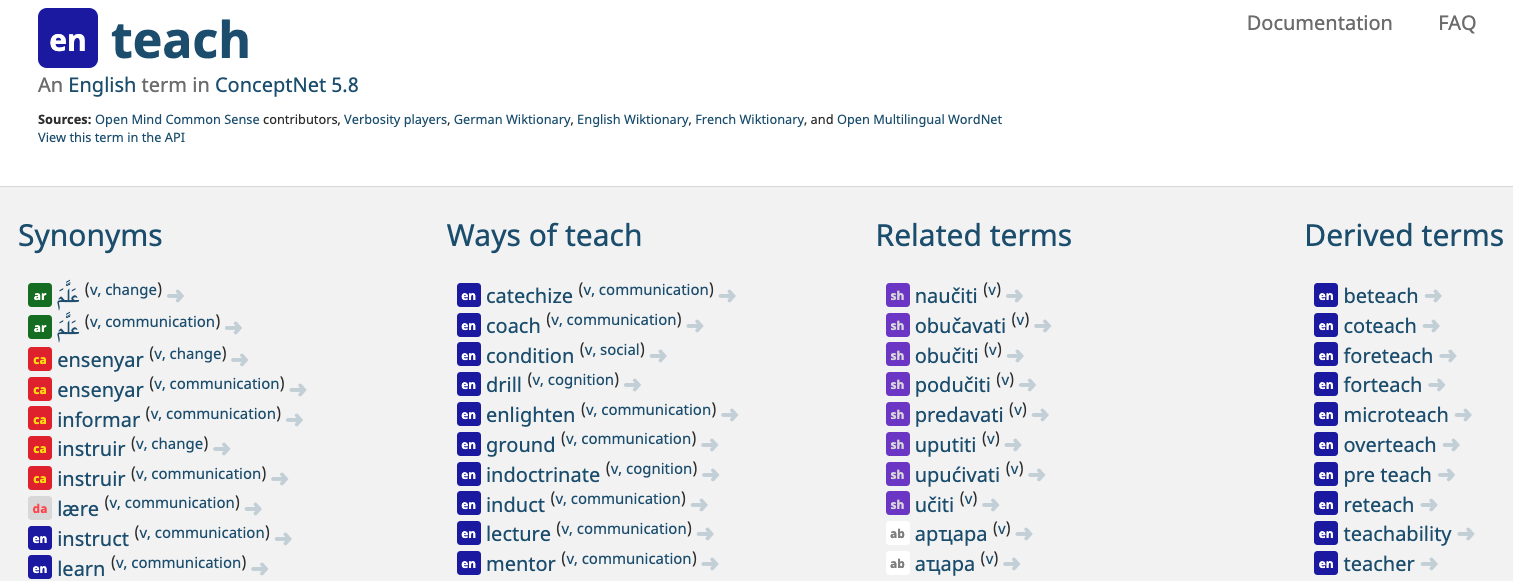 en teach
Documentation FAQ
An English term in ConceptNet 5.8
Sources: Open Mind Common Sense contributors, Verbosity players, German Wiktionary, English Wiktionary, French Wiktionary, and Open Multilingual WordNet
View this term in the API
Synonyms
ar عَلَّمَ (v, change) ➜
ar عَلَّمَ (v, communication) ➜
ca ensenyar (v, change) ➜
ca ensenyar (v, communication) ➜
ca informar (v, communication) ➜
ca instruir (v, change) ➜
ca instruir (v, communication) ➜
da lære (v, communication) ➜
en instruct (v, communication) ➜
en learn (v, communication) ➜
Ways of teach
en catechize (v, communication) ➜
en coach (v, communication) ➜
en condition (v, social) ➜
en drill (v, cognition) ➜
en enlighten (v, communication) ➜
en ground (v, communication) ➜
en indoctrinate (v, cognition) ➜
en induct (v, communication) ➜
en lecture (v, communication) ➜
en mentor (v, communication) ➜
Related terms
sh naučiti (v) ➜
sh obučavati (v) ➜
sh obučiti (v) ➜
sh podučiti (v) ➜
sh predavati (v) ➜
sh uputiti (v) ➜
sh upućivati (v) ➜
sh učiti (v) ➜
ab арҵара (v) ➜
ab аҵара (v) ➜
Derived terms
en beteach ➜
en coteach ➜
en foreteach ➜
en forteach ➜
en microteach ➜
en overteach ➜
en pre teach ➜
en reteach ➜
en teachability ➜
en teacher ➜